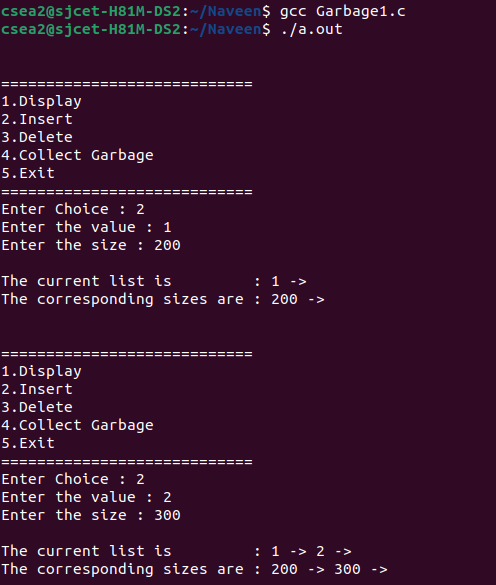 csea2@sjcet-H81M-DS2:~/Naveen$ gcc Garbage1.c
csea2@sjcet-H81M-DS2:~/Naveen$ ./a.out
============================
1.Display
2.Insert
3.Delete
4.Collect Garbage
5.Exit
============================
Enter Choice : 2
Enter the value : 1
Enter the size : 200
The current list is         : 1 ->
The corresponding sizes are : 200 ->
============================
1.Display
2.Insert
3.Delete
4.Collect Garbage
5.Exit
============================
Enter Choice : 2
Enter the value : 2
Enter the size : 300
The current list is         : 1 -> 2 ->
The corresponding sizes are : 200 -> 300 ->